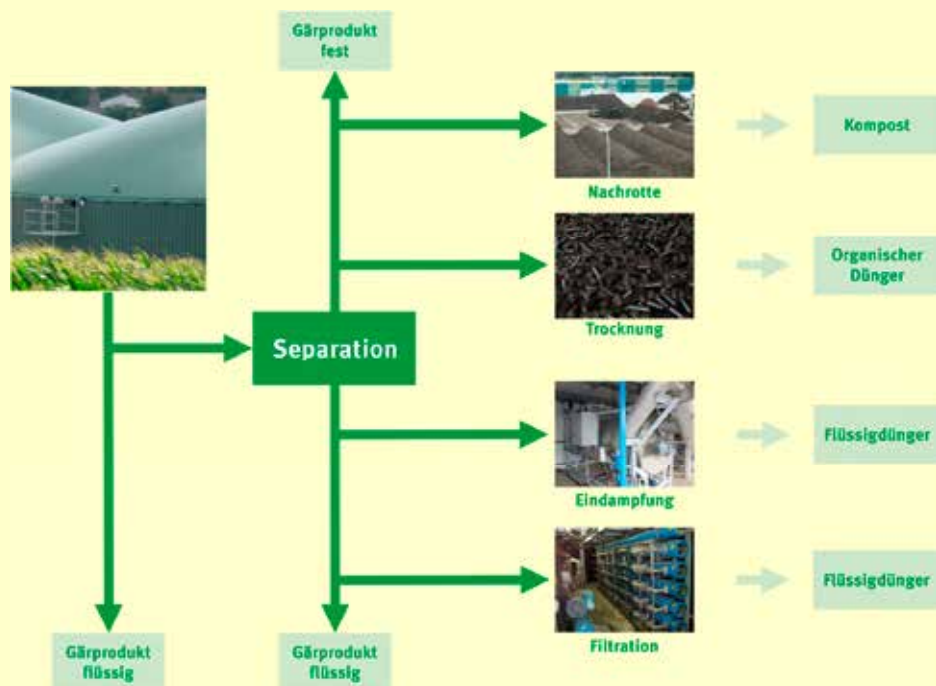 Gärprodukt
fest
Nachrotte
Kompost
Trocknung
Organischer
Dünger
Separation
Eindampfung
Flüssigdünger
Filtration
Flüssigdünger
Gärprodukt
flüssig
Gärprodukt
flüssig